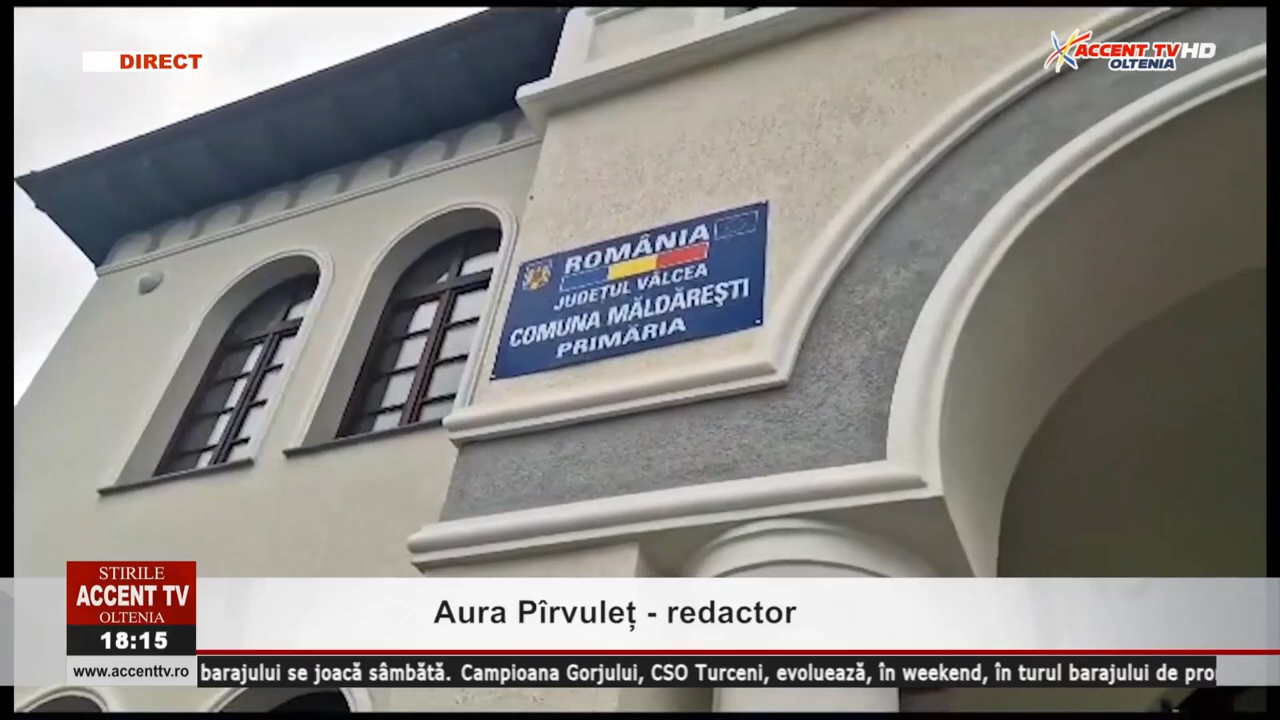 DIRECT
ACCENT TV HD
OLTENIA
ROMÂNIA
JUDEȚUL VÂLCEA
COMUNA MĂLDĂREŞTI
PRIMĂRIA
STIRILE
ACCENT TV
OLTENIA
18:15
Aura Pîrvuleț - redactor
www.accenttv.ro
barajului se joacă sâmbătă. Campioana Gorjului, CSO Turceni, evoluează, în weekend, în turul barajului de pro